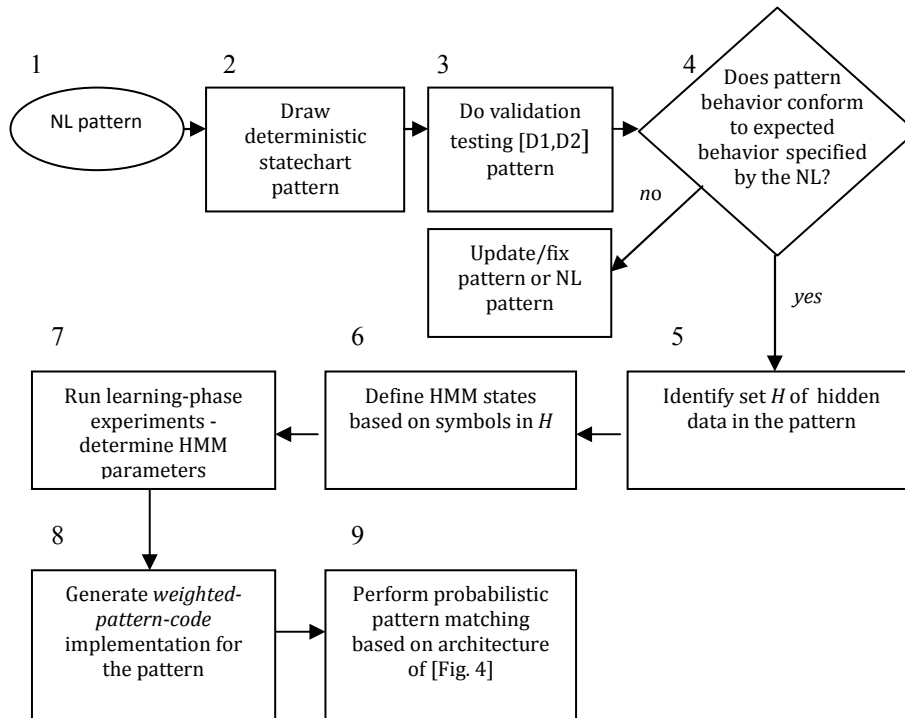 1
NL pattern
2
Draw
deterministic
statechart
pattern
3
Do validation
testing [D1,D2]
pattern
4
Does pattern
behavior conform
to expected
behavior specified
by the NL?
no
Update/fix
pattern or NL
pattern
yes
5
Identify set H of hidden
data in the pattern
6
Define HMM states
based on symbols in H
7
Run learning-phase
experiments -
determine HMM
parameters
8
Generate weighted-
pattern-code
implementation for
the pattern
9
Perform probabilistic
pattern matching
based on architecture
of [Fig. 4]